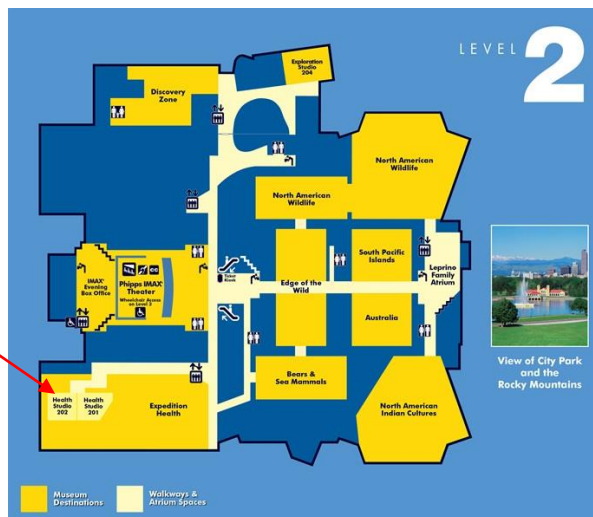 LEVEL 2
Exploration
Studio
204
Discovery
Zone
North American
Wildlife
North American
Wildlife
South Pacific
Islands
Leprino
Family
Atrium
IMAX®
Evening
Box Office
Phipps IMAX®
Theater
Wheelchair Access
on Level 3
Ticket
Kiosk
Edge of the
Wild
Australia
View of City Park
and the
Rocky Mountains
Bears &
Sea Mammals
Health
Studio
202
Health
Studio
201
Expedition
Health
North American
Indian Cultures
Museum
Destinations
Walkways &
Atrium Spaces